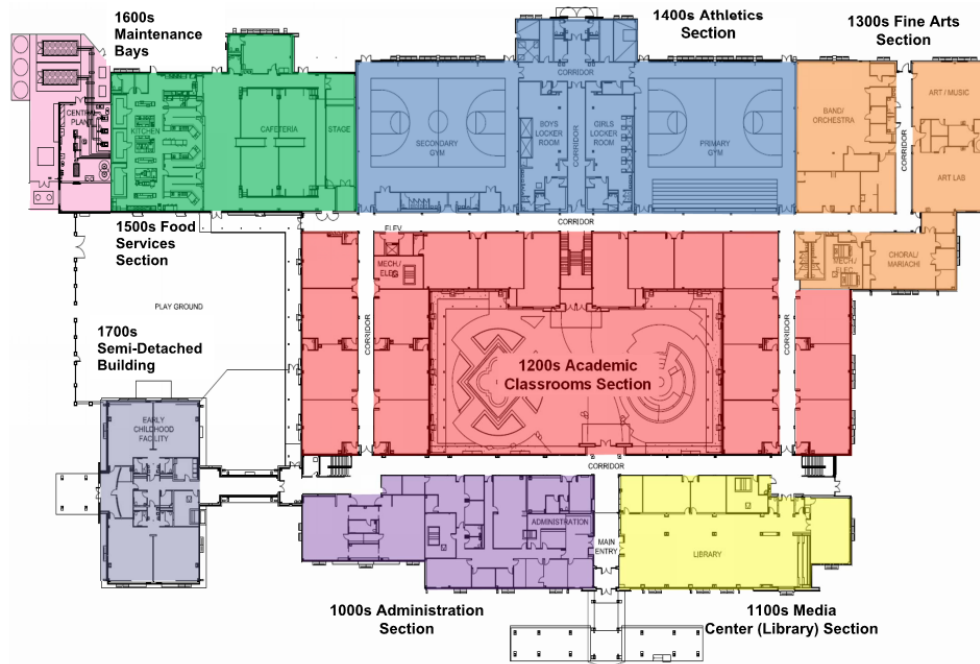 1600s
Maintenance
Bays
1400s Athletics
Section
1300s Fine Arts
Section
CORRIDOR
CENTRAL
PLANT
KITCHEN
CAFETERIA
STAGE
SECONDARY
GYM
BOYS
LOCKER
ROOM
CORRIDOR
GIRLS
LOCKER
ROOM
PRIMARY
GYM
BAND/
ORCHESTRA
CORRIDOR
ART / MUSIC
ART LAB
1500s Food
Services
Section
CORRIDOR
ELEV.
MECH./
ELEC.
MECH./
ELEC.
CHORAL/
MARIACHI
PLAY GROUND
1700s
Semi-Detached
Building
CORRIDOR
1200s Academic
Classrooms Section
CORRIDOR
EARLY
CHILDHOOD
FACILITY
CORRIDOR
ADMINISTRATION
MAIN
ENTRY
LIBRARY
1000s Administration
Section
1100s Media
Center (Library) Section